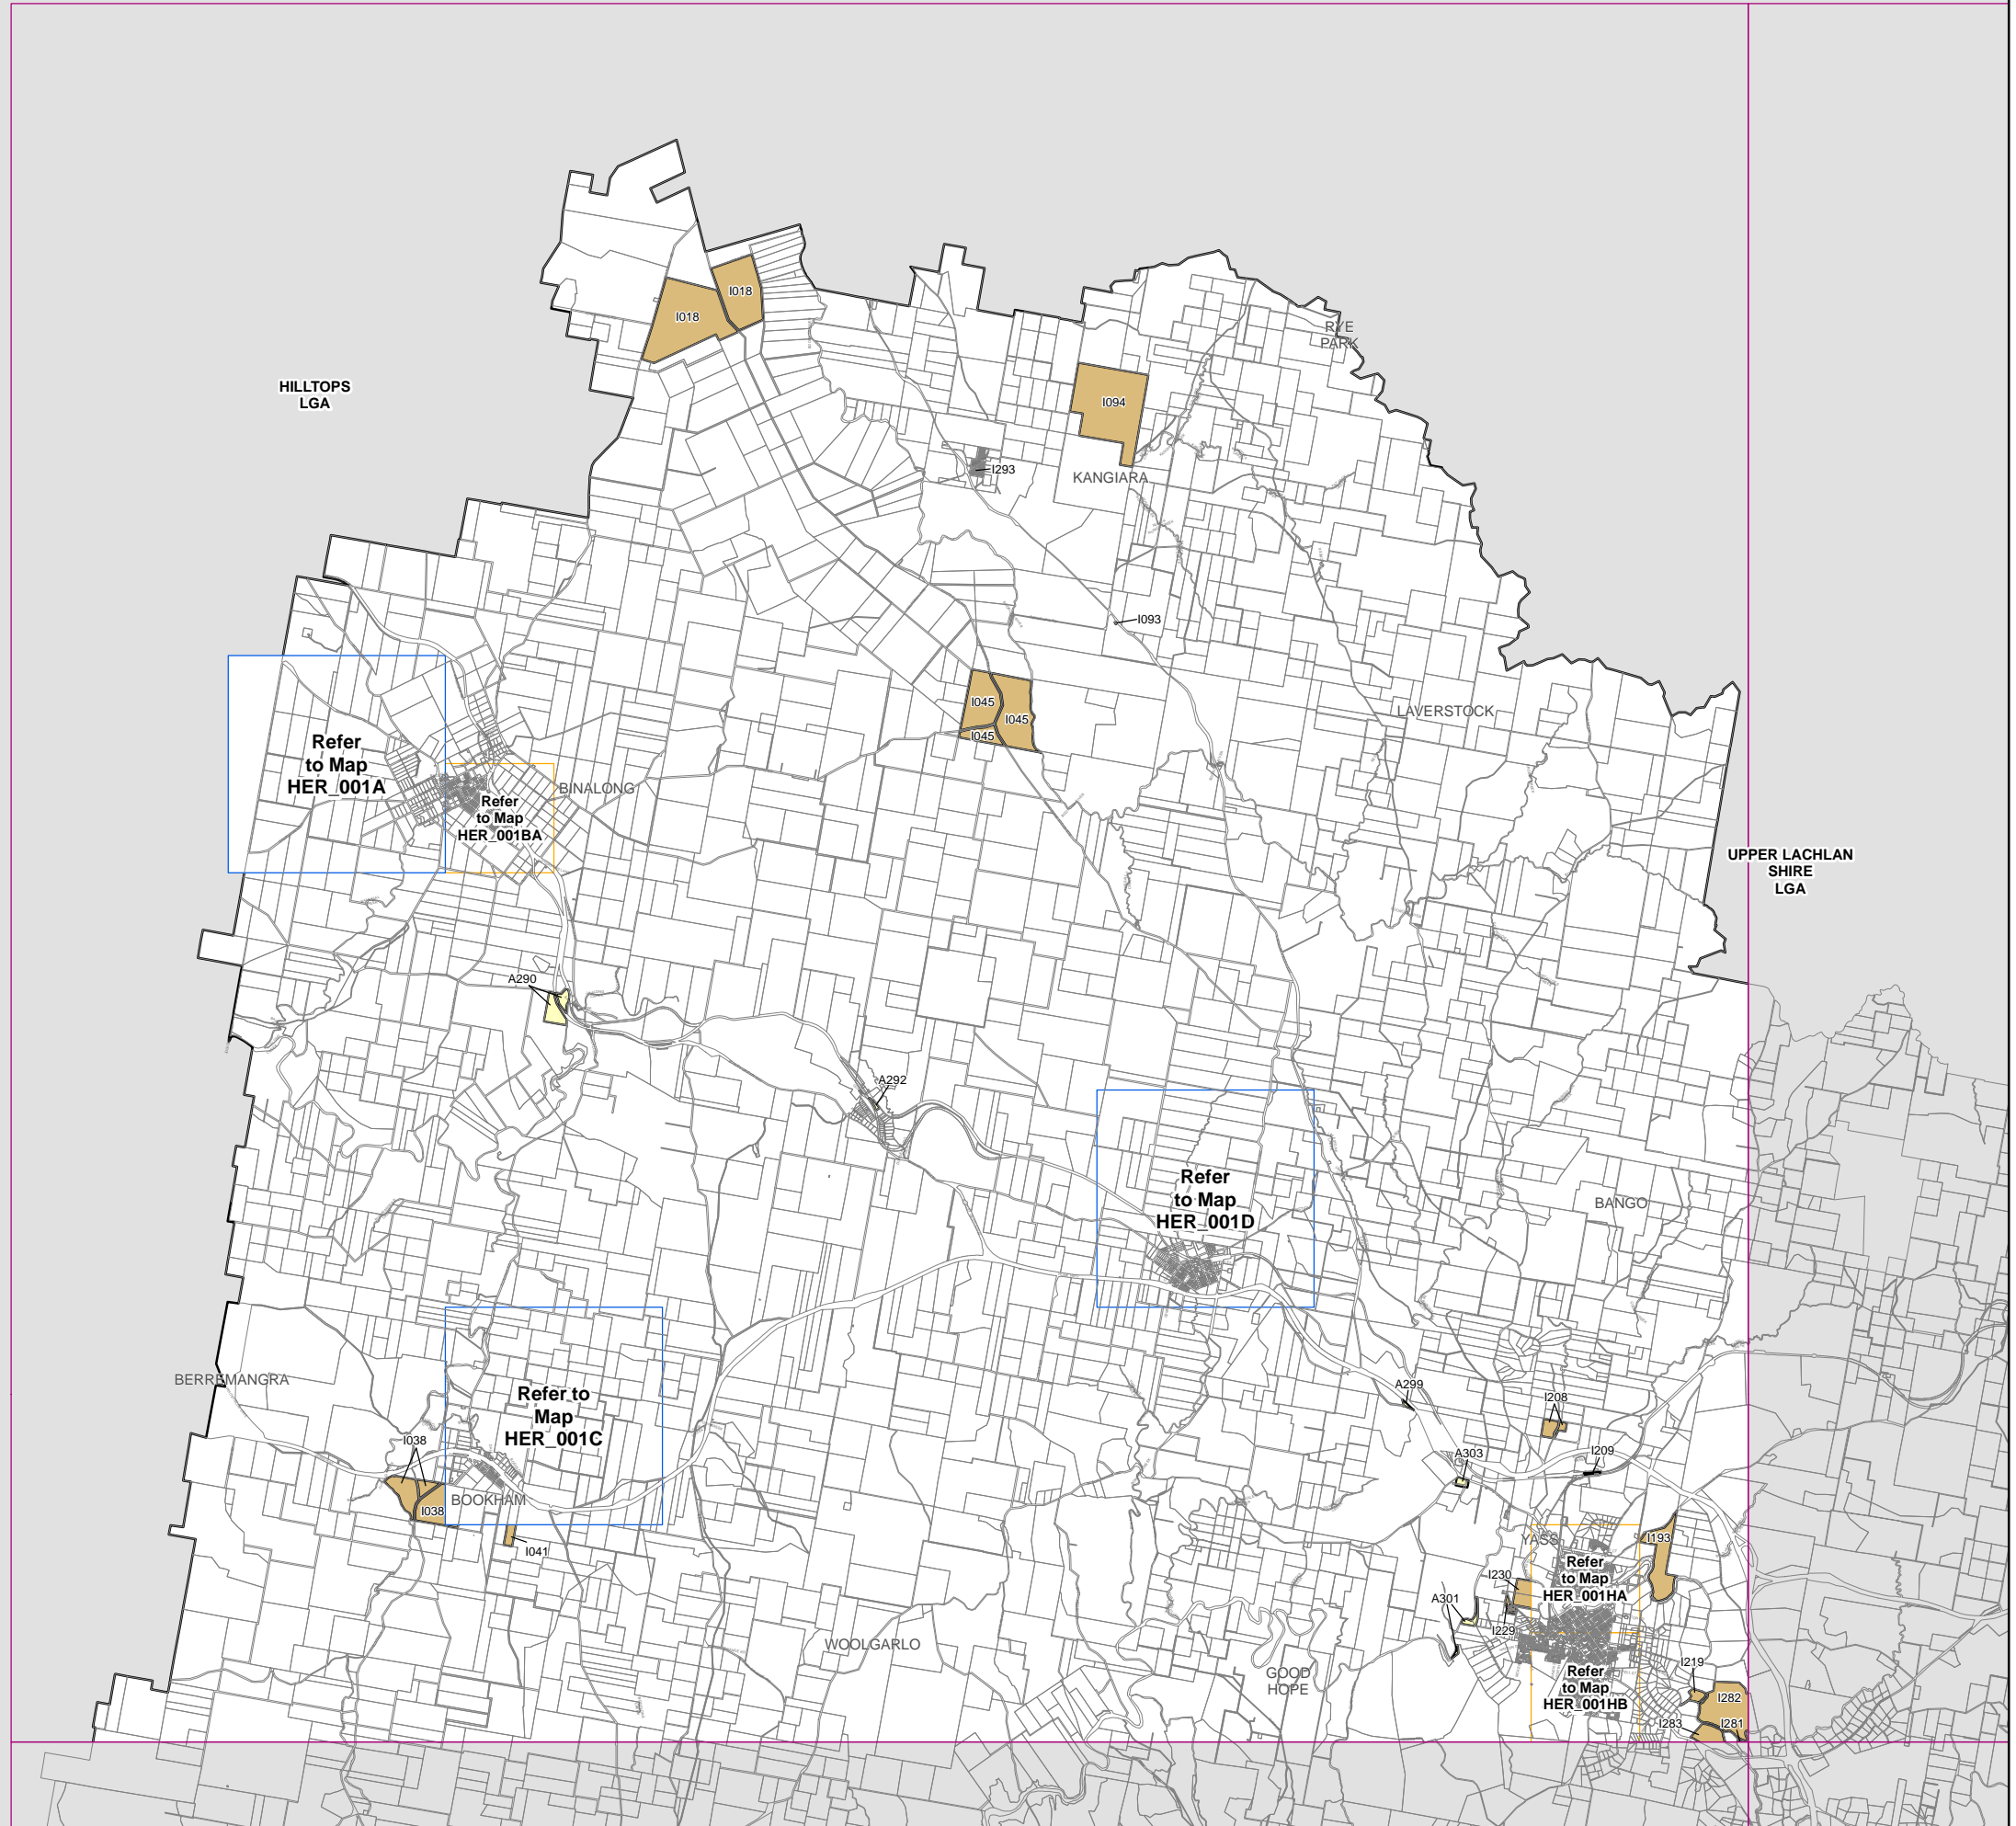 RYE
PARK
I018
I018
HILLTOPS
LGA
I094
I293
KANGIARA
I093
I045
I045
I045
LAVERSTOCK
Refer
to Map
HER_001A
BINALONG
Refer
to Map
HER_001BA
UPPER LACHLAN
SHIRE
LGA
A290
A292
Refer
to Map
HER_001D
BANGO
BERREMANGRA
Refer to
Map
HER_001C
A299
I208
I038
A303
I209
BOOKHAM
I038
I041
YASS
I193
Refer
to Map
HER_001HA
I230
A301
I229
WOOLGARLO
GOOD
HOPE
I219
Refer
to Map
HER_001HB
I282
I283
I281